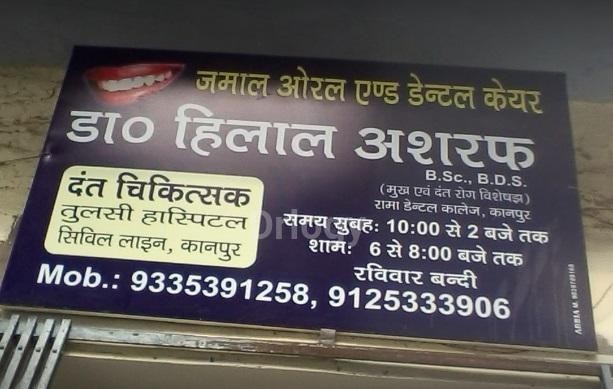 जमाल ओरल एण्ड डेन्टल केयर
डा० हिलाल अशरफ
B.Sc., B.D.S.
(मुख एवं दंत रोग विशेषज्ञ)
रामा डेन्टल कालेज, कानपुर
दंत चिकित्सक
तुलसी हास्पिटल
सिविल लाइन, कानपुर
समय सुबह: 10:00 से 2 बजे तक
शाम: 6 से 8:00 बजे तक
रविवार बन्दी
Mob.: 9335391258, 9125333906